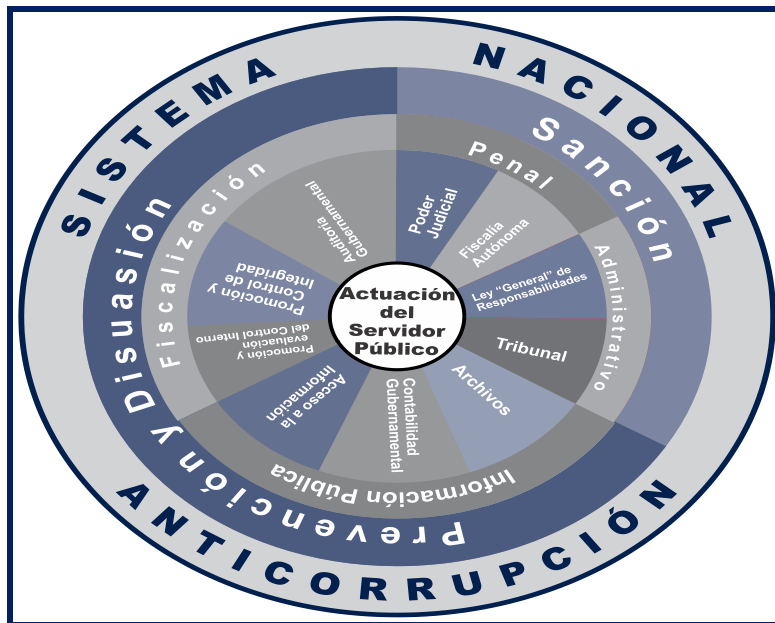 SISTEMA
NACIONAL
ANTICORRUPCIÓN
Sanción
Prevención y Disuasión
Penal
Administrativo
Información Pública
Fiscalización
Poder
Judicial
Fiscalía
Autónoma
Ley “General” de
Responsabilidades
Tribunal
Archivos
Contabilidad
Gubernamental
Acceso a la
Información
Promoción y
evaluación
del Control Interno
Promoción y
Control de
Integridad
Auditoría
Gubernamental
Actuación
del
Servidor
Público